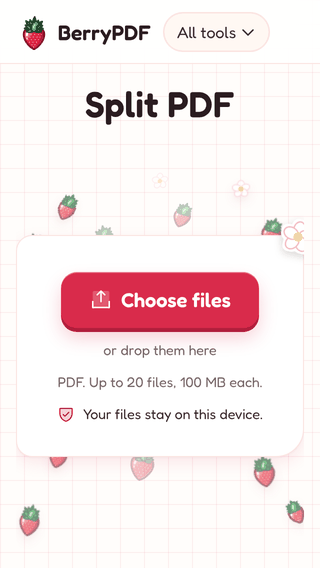 BerryPDF
All tools
Split PDF
Choose files
or drop them here
PDF. Up to 20 files, 100 MB each.
Your files stay on this device.